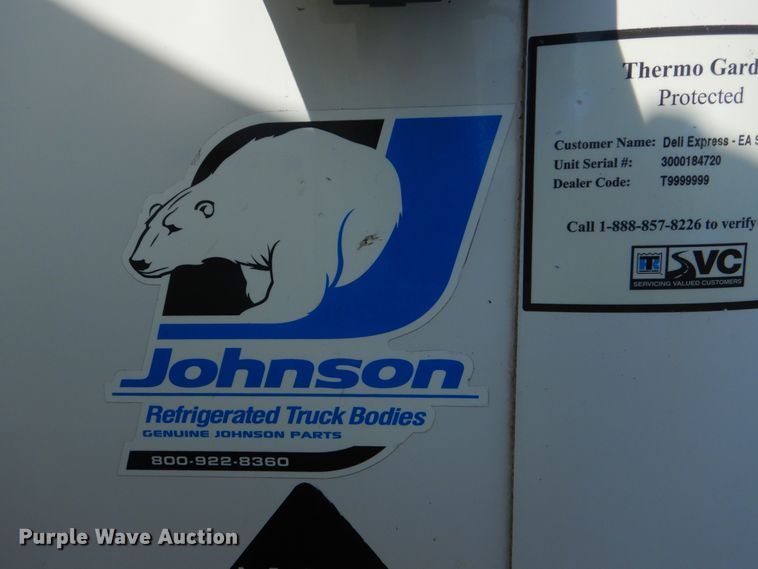 Johnson
Refrigerated Truck Bodies
GENUINE JOHNSON PARTS
800-922-8360
Thermo Gard
Protected
Customer Name: Deli Express - EA S
Unit Serial #: 3000184720
Dealer Code: T9999999
Call 1-888-857-8226 to verify
T SVC
SERVICING VALUED CUSTOMERS
Purple Wave Auction